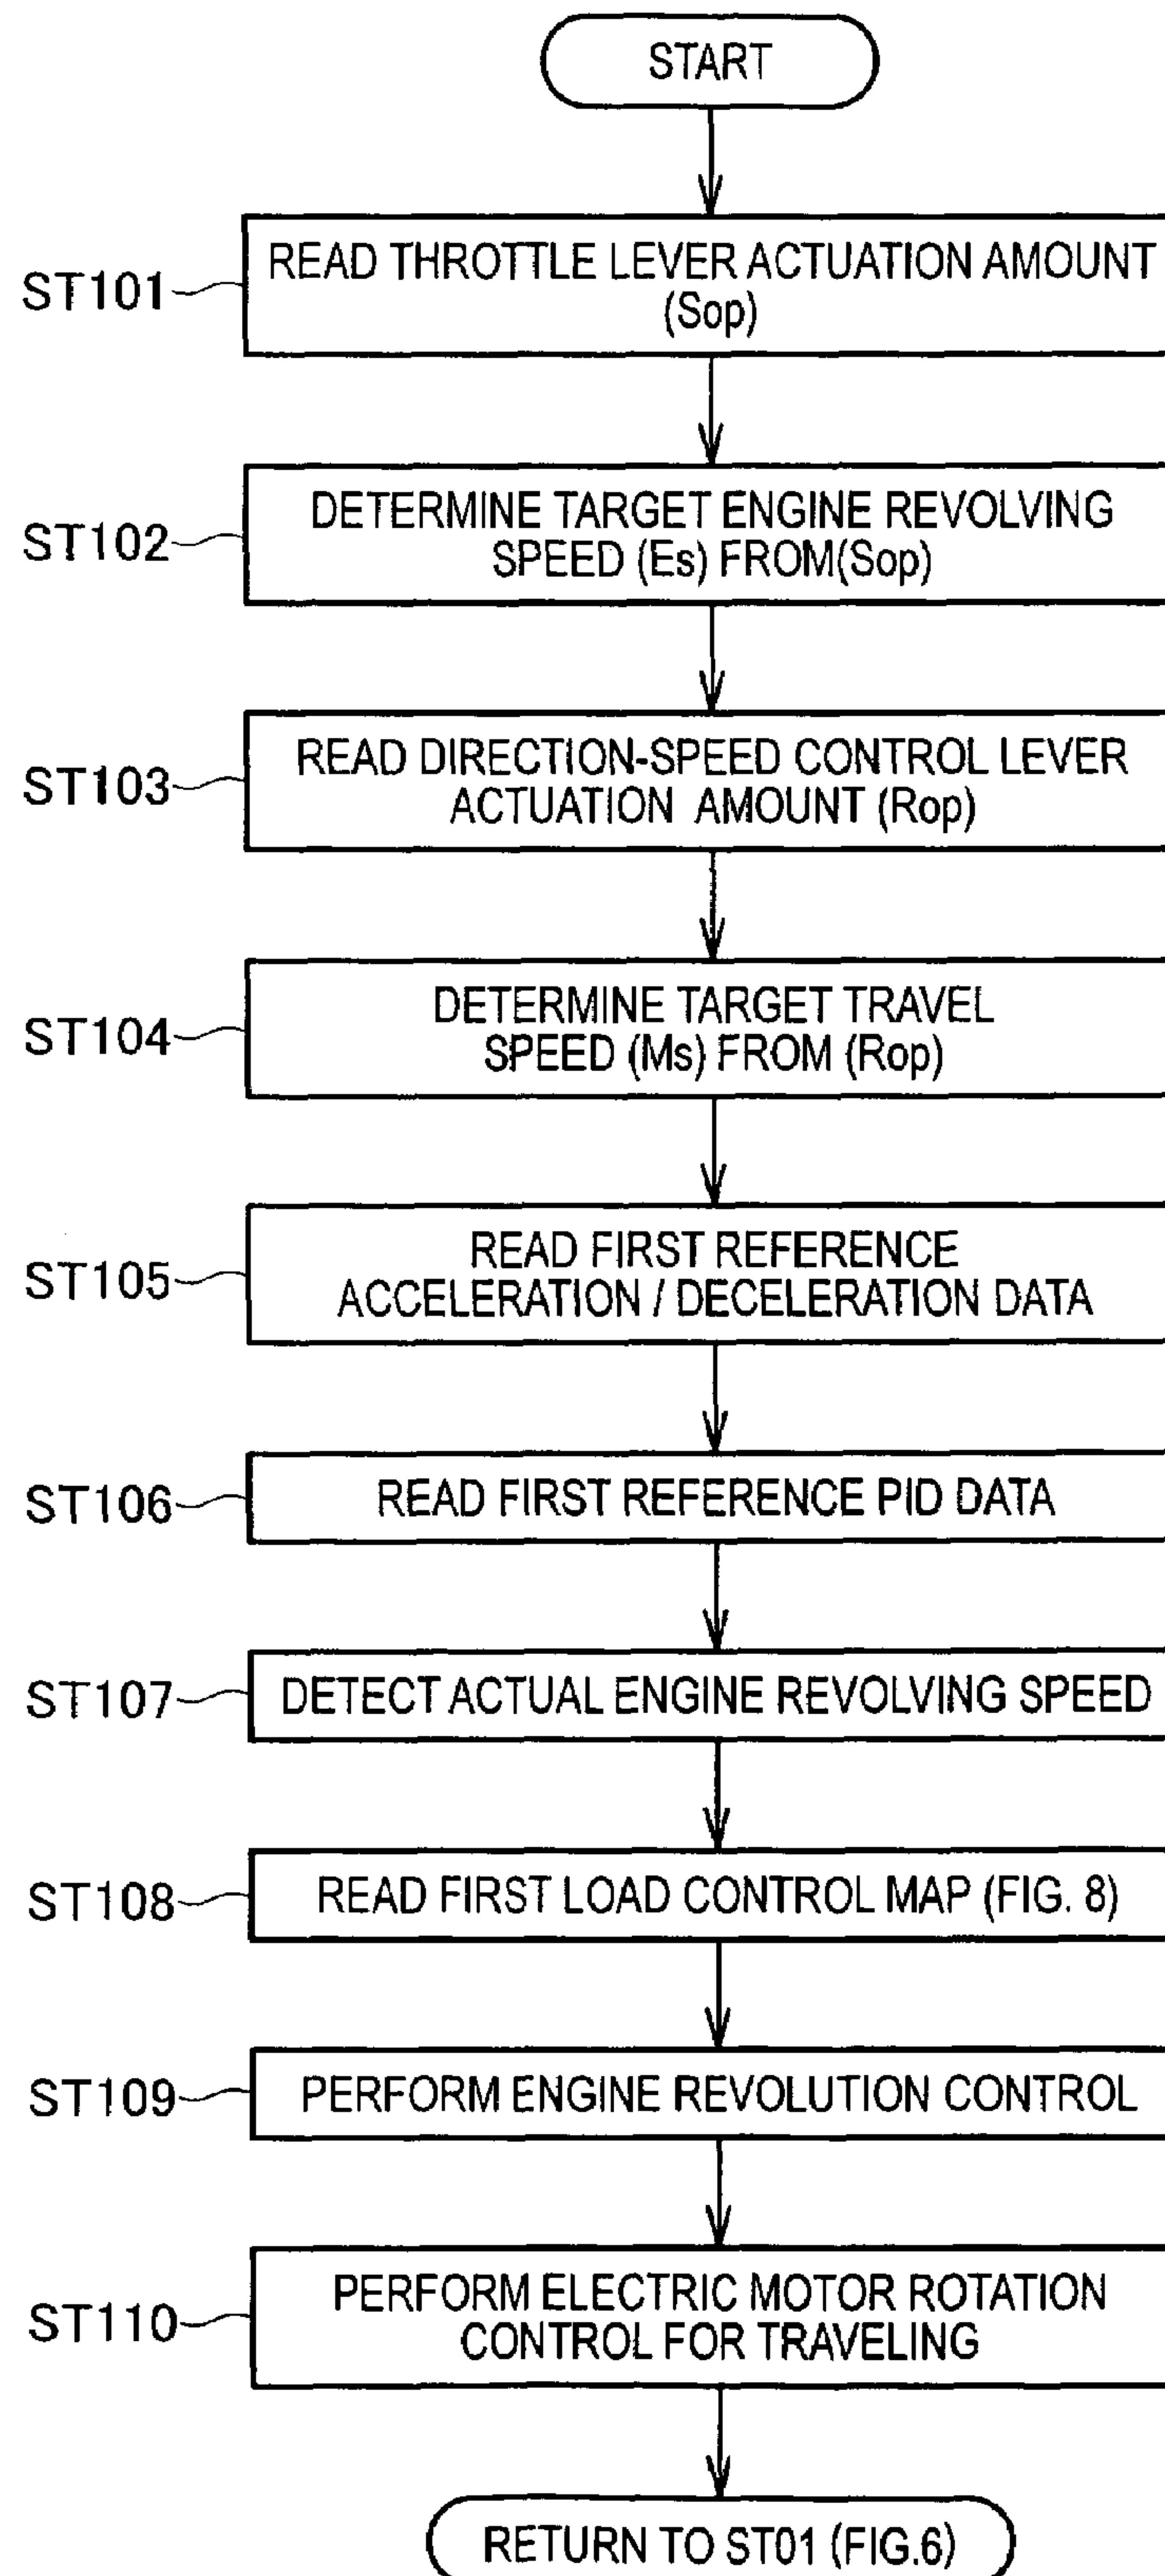 START
ST101
READ THROTTLE LEVER ACTUATION AMOUNT
(Sop)
ST102
DETERMINE TARGET ENGINE REVOLVING
SPEED (Es) FROM(Sop)
ST103
READ DIRECTION-SPEED CONTROL LEVER
ACTUATION AMOUNT (Rop)
ST104
DETERMINE TARGET TRAVEL
SPEED (Ms) FROM (Rop)
ST105
READ FIRST REFERENCE
ACCELERATION / DECELERATION DATA
ST106
READ FIRST REFERENCE PID DATA
ST107
DETECT ACTUAL ENGINE REVOLVING SPEED
ST108
READ FIRST LOAD CONTROL MAP (FIG. 8)
ST109
PERFORM ENGINE REVOLUTION CONTROL
ST110
PERFORM ELECTRIC MOTOR ROTATION
CONTROL FOR TRAVELING
RETURN TO ST01 (FIG.6)